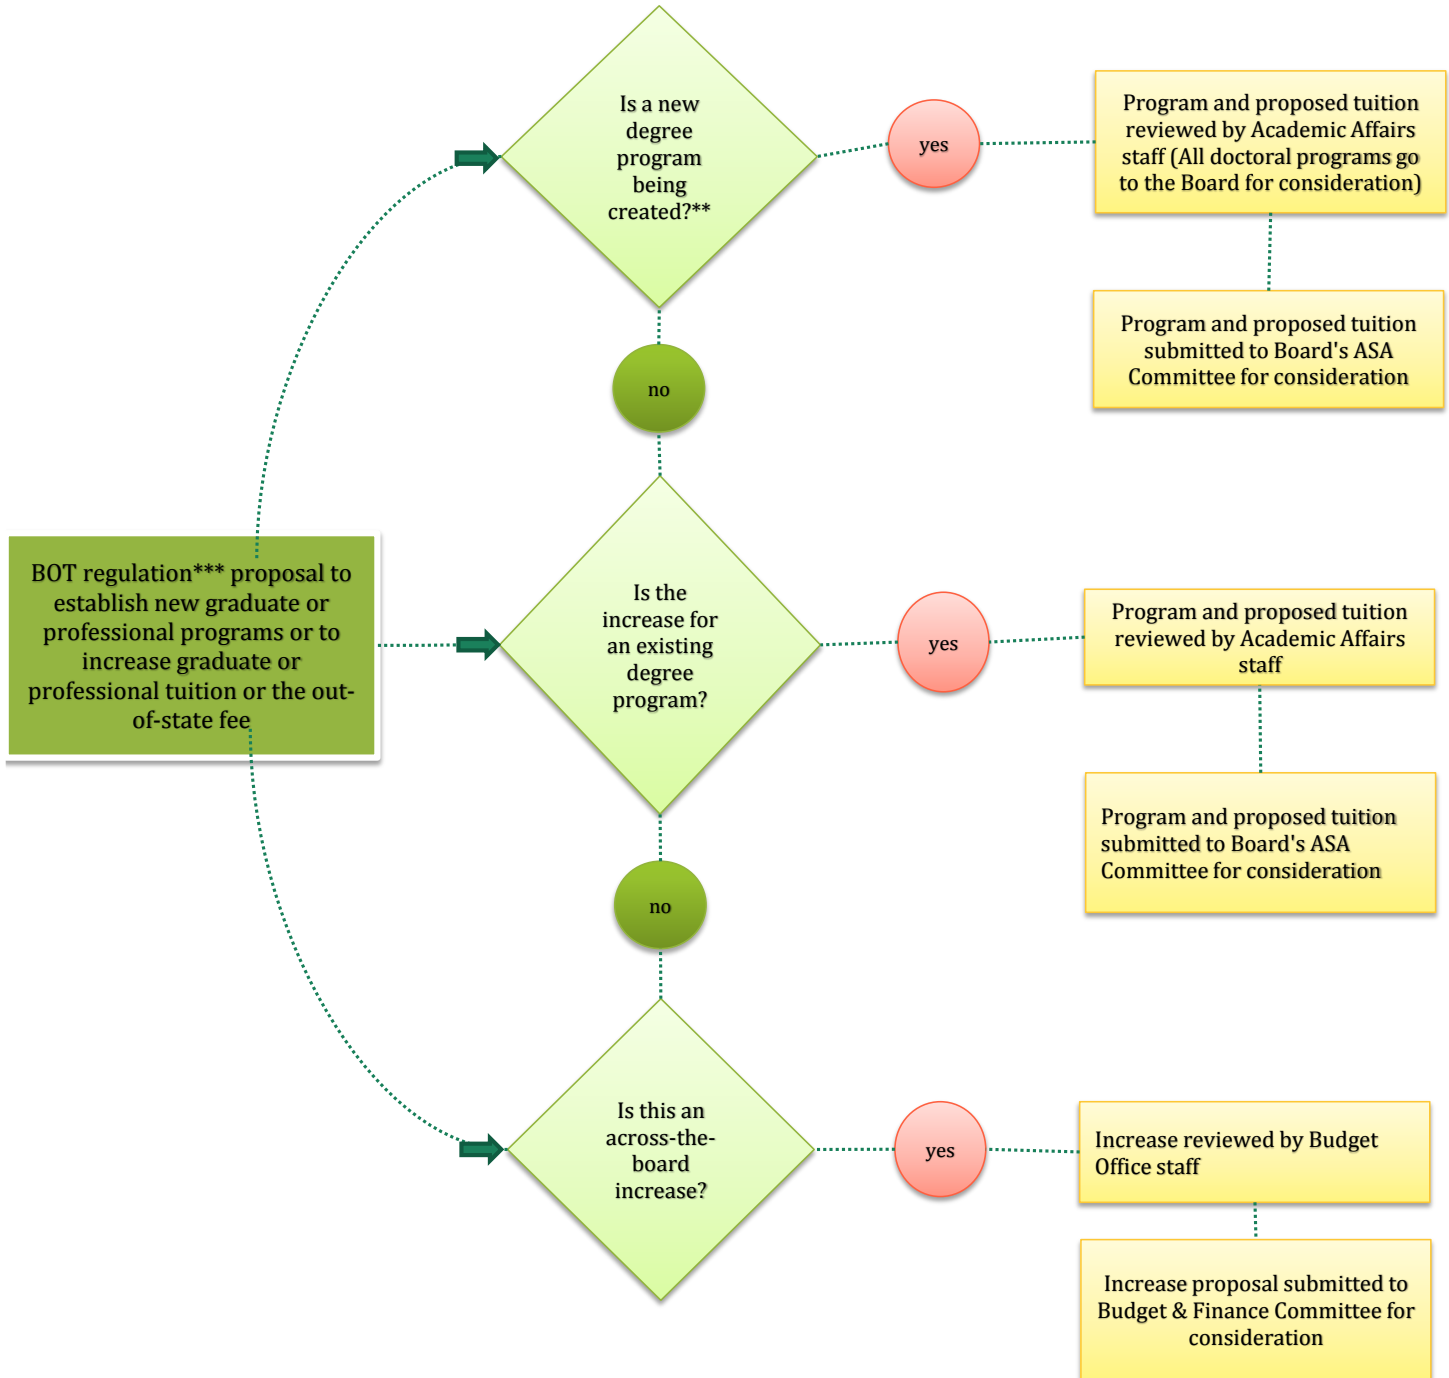 Is a new
degree
program
being
created?**
yes
Program and proposed tuition
reviewed by Academic Affairs
staff (All doctoral programs go
to the Board for consideration)
Program and proposed tuition
submitted to Board's ASA
Committee for consideration
no
BOT regulation*** proposal to
establish new graduate or
professional programs or to
increase graduate or
professional tuition or the out-
of-state fee
Is the
increase for
an existing
degree
program?
yes
Program and proposed tuition
reviewed by Academic Affairs
staff
Program and proposed tuition
submitted to Board's ASA
Committee for consideration
no
Is this an
across-the-
board
increase?
yes
Increase reviewed by Budget
Office staff
Increase proposal submitted to
Budget & Finance Committee for
consideration